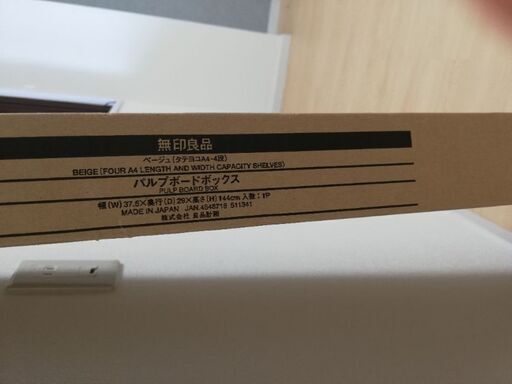 無印良品
ベージュ(タテヨコA4・4段)
BEIGE (FOUR A4 LENGTH AND WIDTH CAPACITY SHELVES)
パルプボードボックス
PULP BOARD BOX
幅(W)37.5×奥行(D)29×高さ(H)144cm 入数:1P
MADE IN JAPAN JAN.4548718 511341
株式会社 良品計画